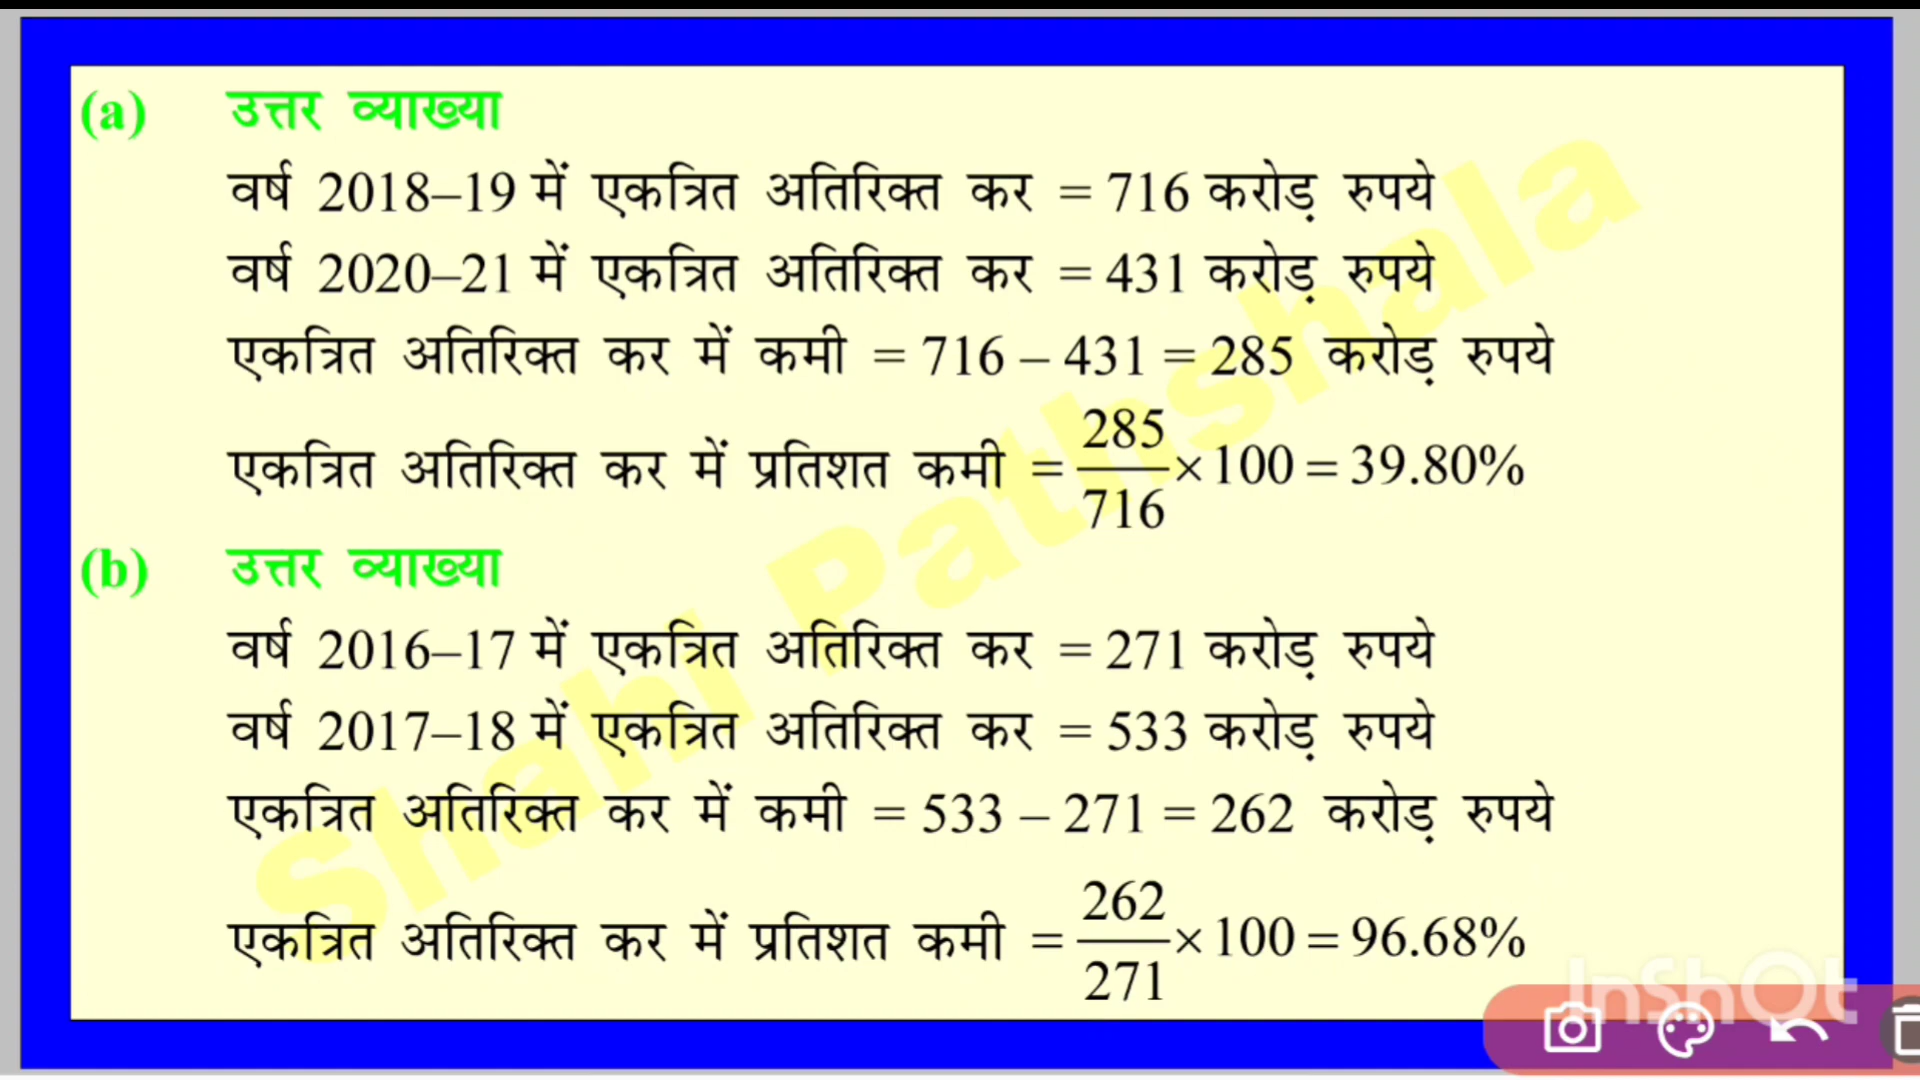 (a) उत्तर व्याख्या
वर्ष 2018–19 में एकत्रित अतिरिक्त कर = 716 करोड़ रुपये
वर्ष 2020–21 में एकत्रित अतिरिक्त कर = 431 करोड़ रुपये
एकत्रित अतिरिक्त कर में कमी = 716 – 431 = 285 करोड़ रुपये
एकत्रित अतिरिक्त कर में प्रतिशत कमी = 285/716 × 100 = 39.80%
(b) उत्तर व्याख्या
वर्ष 2016–17 में एकत्रित अतिरिक्त कर = 271 करोड़ रुपये
वर्ष 2017–18 में एकत्रित अतिरिक्त कर = 533 करोड़ रुपये
एकत्रित अतिरिक्त कर में कमी = 533 – 271 = 262 करोड़ रुपये
एकत्रित अतिरिक्त कर में प्रतिशत कमी = 262/271 × 100 = 96.68%
Shahi Pathshala
InShOt